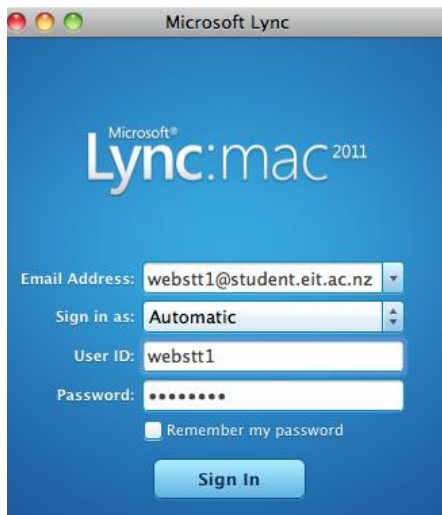 Microsoft Lync
Microsoft®
Lync:mac 2011
Email Address: webstt1@student.eit.ac.nz
Sign in as: Automatic
User ID: webstt1
Password: ••••••••
Remember my password
Sign In